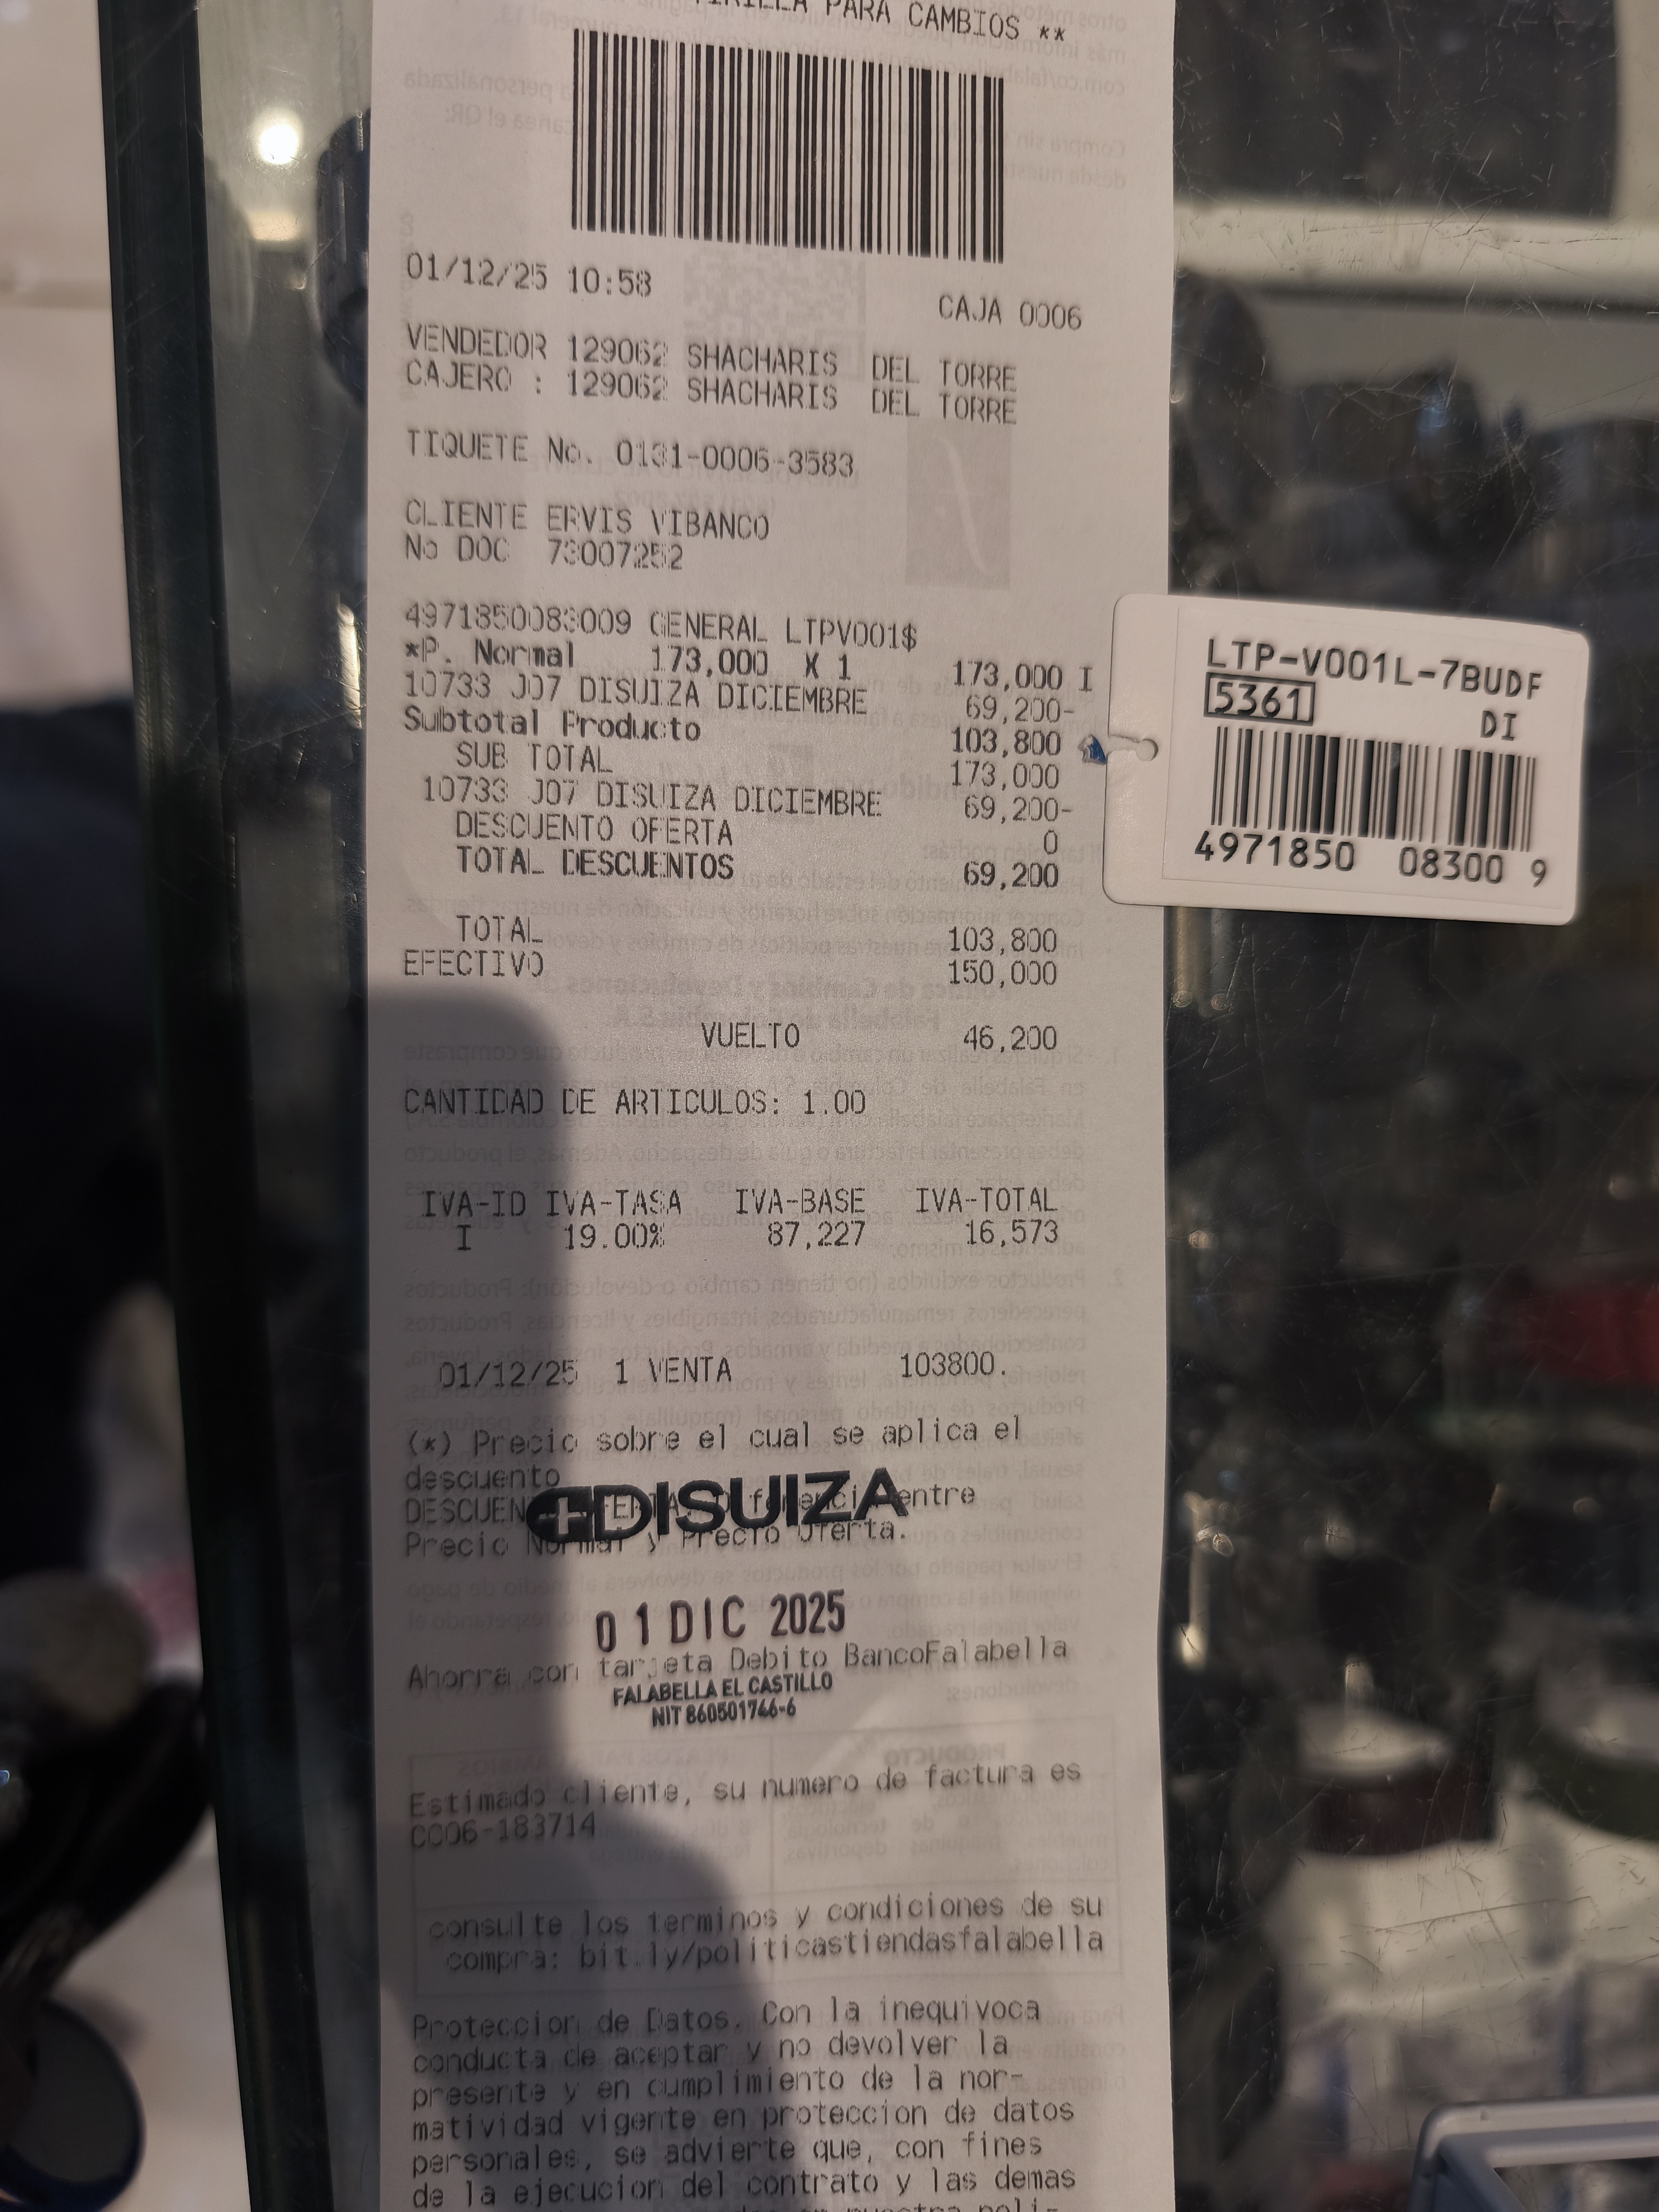 PARA CAMBIOS **
01/12/25 10:58
CAJA 0006
VENDEDOR 129062 SHACHARIS DEL TORRE
CAJERO : 129062 SHACHARIS DEL TORRE
TIQUETE No. 0131-0006-3583
CLIENTE ERVIS VIBANCO
No DOC 73007252
4971850083009 GENERAL LTPV001$
*P. Normal 173,000 X 1 173,000 I
10733 J07 DISUIZA DICIEMBRE 69,200-
Subtotal Producto 103,800
SUB TOTAL 173,000
10733 J07 DISUIZA DICIEMBRE 69,200-
DESCUENTO OFERTA 0
TOTAL DESCUENTOS 69,200
TOTAL 103,800
EFECTIVO 150,000
VUELTO 46,200
CANTIDAD DE ARTICULOS: 1.00
IVA-ID IVA-TASA IVA-BASE IVA-TOTAL
I 19.00% 87,227 16,573
01/12/25 1 VENTA 103800.
(*) Precio sobre el cual se aplica el
descuento
DISUIZA
entre
Precio Normal y Precio Oferta.
01 DIC 2025
Ahorra con tarjeta Debito BancoFalabella
FALABELLA EL CASTILLO
NIT 860501746-6
Estimado cliente, su numero de factura es
CC06-183714
consulte los terminos y condiciones de su
compra: bit.ly/politicastiendasfalabella
Proteccion de Datos. Con la inequivoca
conducta de aceptar y no devolver la
presente y en cumplimiento de la nor-
matividad vigente en proteccion de datos
personales, se advierte que, con fines
de la ejecucion del contrato y las demas
LTP-V001L-7BUDF
5361
DI
4971850 08300 9